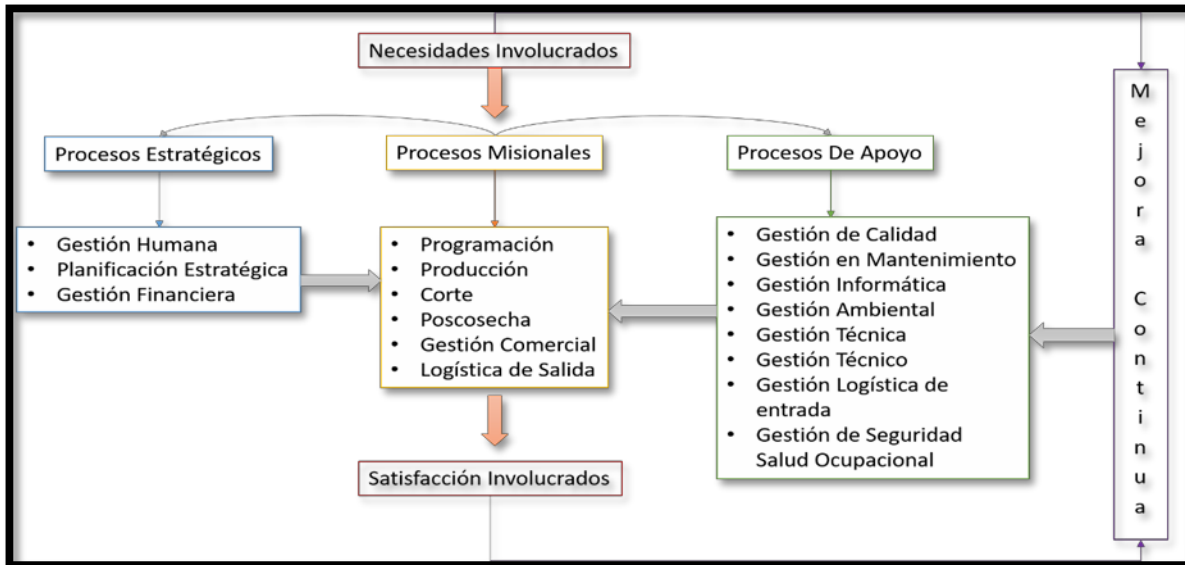 Necesidades Involucrados
Procesos Estratégicos
Procesos Misionales
Procesos De Apoyo
• Gestión Humana
• Planificación Estratégica
• Gestión Financiera
• Programación
• Producción
• Corte
• Poscosecha
• Gestión Comercial
• Logística de Salida
• Gestión de Calidad
• Gestión en Mantenimiento
• Gestión Informática
• Gestión Ambiental
• Gestión Técnica
• Gestión Técnico
• Gestión Logística de
entrada
• Gestión de Seguridad
Salud Ocupacional
Satisfacción Involucrados
Mejora Continua